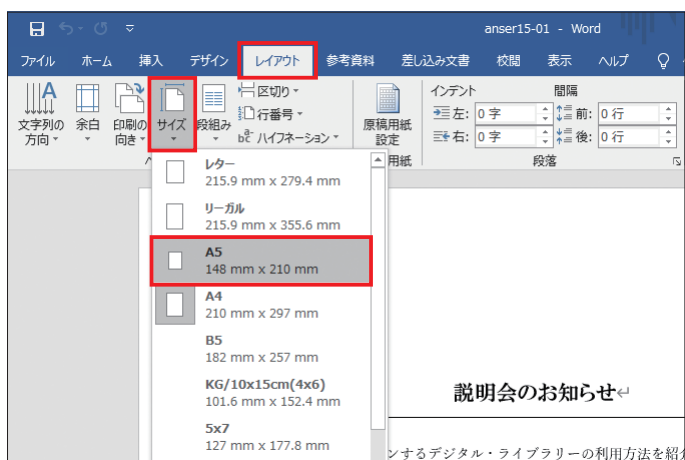 anser15-01 - Word
ファイル ホーム 挿入 デザイン レイアウト 参考資料 差し込み文書 校閲 表示 ヘルプ
文字列の方向 余白 印刷の向き サイズ 段組み
区切り
行番号
ハイフネーション
原稿用紙設定
インデント 間隔
左: 0 字 前: 0 行
右: 0 字 後: 0 行
用紙 段落
レター
215.9 mm x 279.4 mm
リーガル
215.9 mm x 355.6 mm
A5
148 mm x 210 mm
A4
210 mm x 297 mm
B5
182 mm x 257 mm
KG/10x15cm(4x6)
101.6 mm x 152.4 mm
5x7
127 mm x 177.8 mm
説明会のお知らせ↵
ンするデジタル・ライブラリーの利用方法を紹